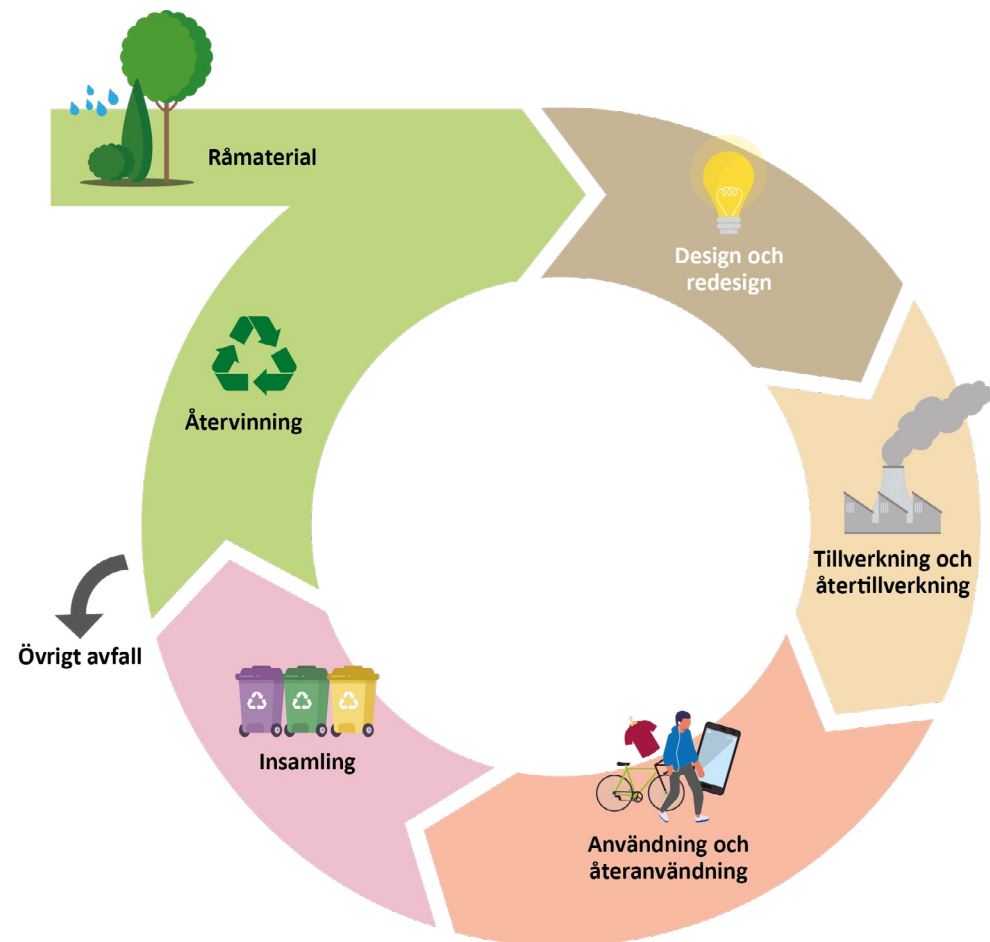 Råmaterial
Design och
redesign
Tillverkning och
återtillverkning
Användning och
återanvändning
Insamling
Återvinning
Övrigt avfall